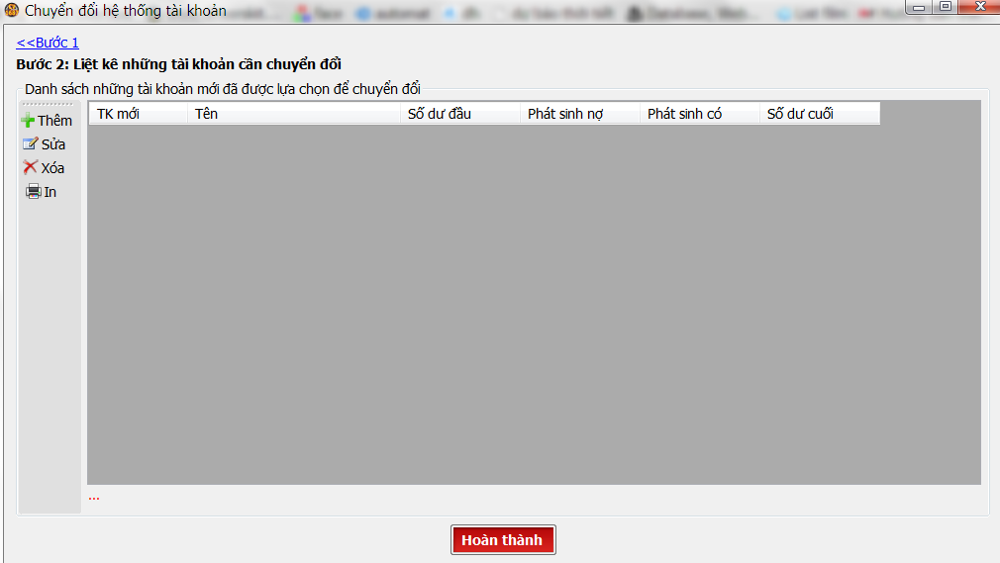 Chuyển đổi hệ thống tài khoản
<<Bước 1
Bước 2: Liệt kê những tài khoản cần chuyển đổi
Danh sách những tài khoản mới đã được lựa chọn để chuyển đổi
Thêm
Sửa
Xóa
In
TK mới Tên Số dư đầu Phát sinh nợ Phát sinh có Số dư cuối
...
Hoàn thành